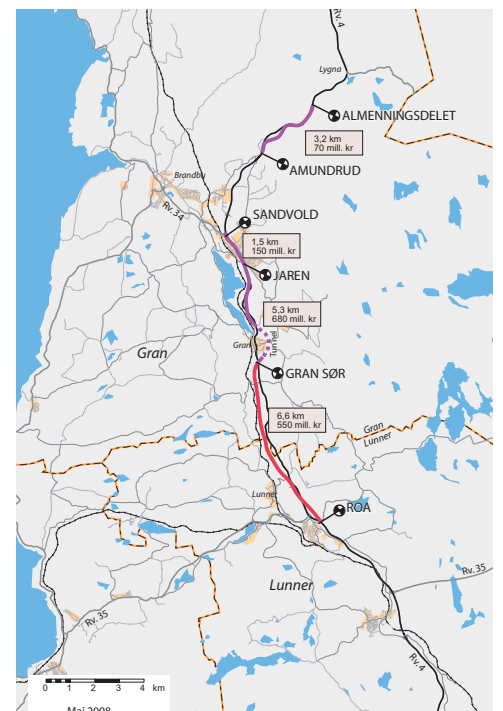 Rv. 4
Lygna
ALMENNINGSDELET
3,2 km
70 mill. kr
AMUNDRUD
Brandbu
Rv. 34
SANDVOLD
1,5 km
150 mill. kr
JAREN
5,3 km
680 mill. kr
Gran
Tunnel
Gran
GRAN SØR
6,6 km
550 mill. kr
Gran
Lunner
Lunner
ROA
Rv. 35
Lunner
Rv. 35
Rv. 4
0 1 2 3 4 km
Mai 2008